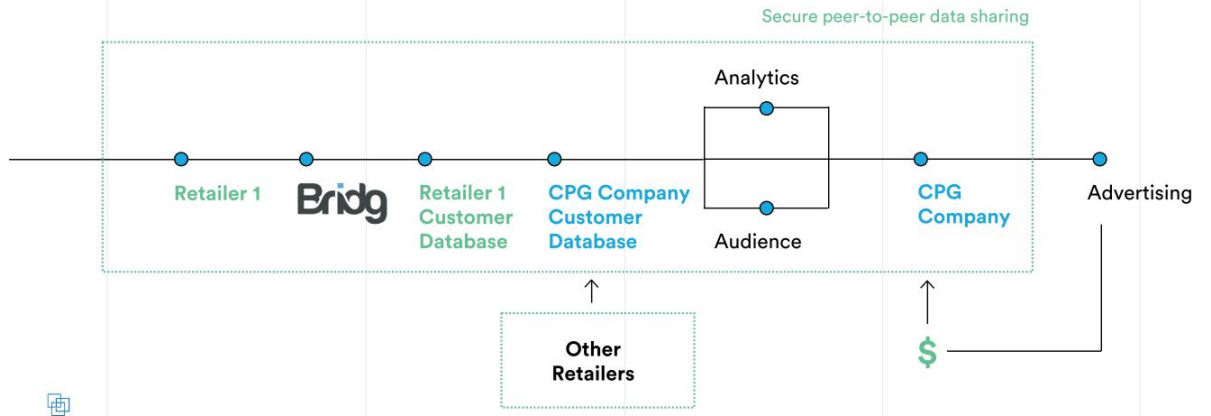 Secure peer-to-peer data sharing
Analytics
Retailer 1
Bridg
Retailer 1
Customer
Database
CPG Company
Customer
Database
Audience
CPG
Company
Advertising
Other
Retailers
$